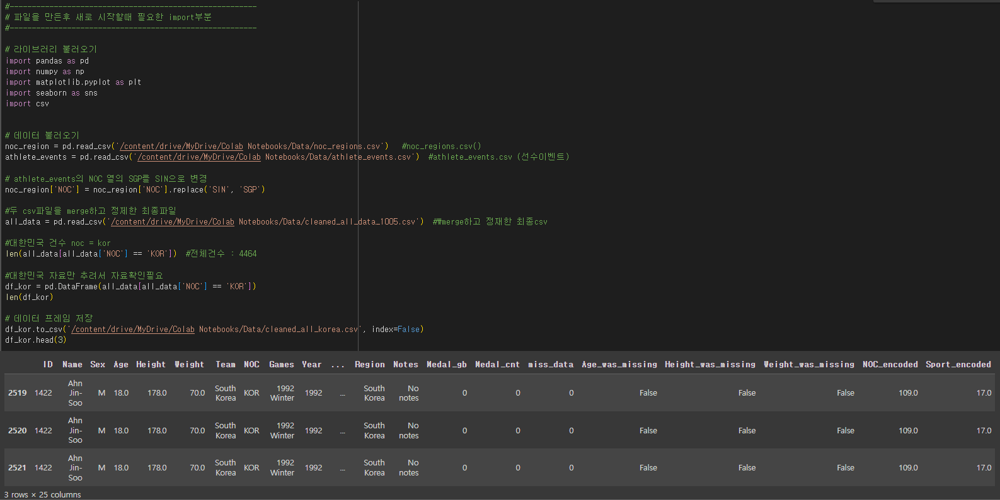 #--------------------------------------------------------
# 파일을 만든후 새로 시작할때 필요한 import부분
#--------------------------------------------------------
# 라이브러리 불러오기
import pandas as pd
import numpy as np
import matplotlib.pyplot as plt
import seaborn as sns
import csv
# 데이터 불러오기
noc_region = pd.read_csv('/content/drive/MyDrive/Colab Notebooks/Data/noc_regions.csv')   #noc_regions.csv()
athlete_events = pd.read_csv('/content/drive/MyDrive/Colab Notebooks/Data/athlete_events.csv')  #athlete_events.csv (선수이벤트)
# athlete_events의 NOC 열의 SGP를 SIN으로 변경
noc_region['NOC'] = noc_region['NOC'].replace('SIN', 'SGP')
#두 csv파일을 merge하고 정제한 최종파일
all_data = pd.read_csv('/content/drive/MyDrive/Colab Notebooks/Data/cleaned_all_data_1005.csv')  #\merge하고 정재한 최종csv
#대한민국 건수 noc = kor
len(all_data[all_data['NOC'] == 'KOR'])  #전체건수 : 4464
#대한민국 자료만 추려서 자료확인필요
df_kor = pd.DataFrame(all_data[all_data['NOC'] == 'KOR'])
len(df_kor)
# 데이터 프레임 저장
df_kor.to_csv('/content/drive/MyDrive/Colab Notebooks/Data/cleaned_all_korea.csv', index=False)
df_kor.head(3)
ID Name Sex Age Height Weight Team NOC Games Year ... Region Notes Medal_gb Medal_cnt miss_data Age_was_missing Height_was_missing Weight_was_missing NOC_encoded Sport_encoded
2519 1422 Ahn Jin-Soo M 18.0 178.0 70.0 South Korea KOR 1992 Winter 1992 ... South Korea No notes 0 0 0 False False False 109.0 17.0
2520 1422 Ahn Jin-Soo M 18.0 178.0 70.0 South Korea KOR 1992 Winter 1992 ... South Korea No notes 0 0 0 False False False 109.0 17.0
2521 1422 Ahn Jin-Soo M 18.0 178.0 70.0 South Korea KOR 1992 Winter 1992 ... South Korea No notes 0 0 0 False False False 109.0 17.0
3 rows × 25 columns